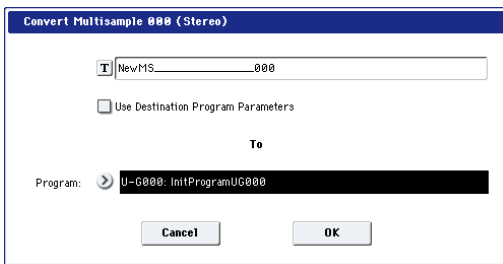 Convert Multisample 000 (Stereo)
T NewMS_______________000
Use Destination Program Parameters
To
Program: U-G000: InitProgramUG000
Cancel OK